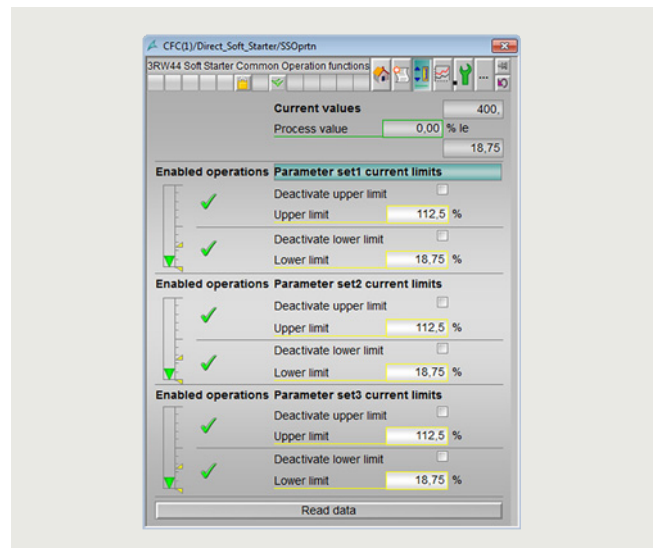 CFC(1)/Direct_Soft_Starter/SSOprtn
3RW44 Soft Starter Common Operation functions
...
Current values 400,
Process value 0,00 % Ie
18,75
Enabled operations Parameter set1 current limits
Deactivate upper limit
Upper limit 112,5 %
Deactivate lower limit
Lower limit 18,75 %
Enabled operations Parameter set2 current limits
Deactivate upper limit
Upper limit 112,5 %
Deactivate lower limit
Lower limit 18,75 %
Enabled operations Parameter set3 current limits
Deactivate upper limit
Upper limit 112,5 %
Deactivate lower limit
Lower limit 18,75 %
Read data